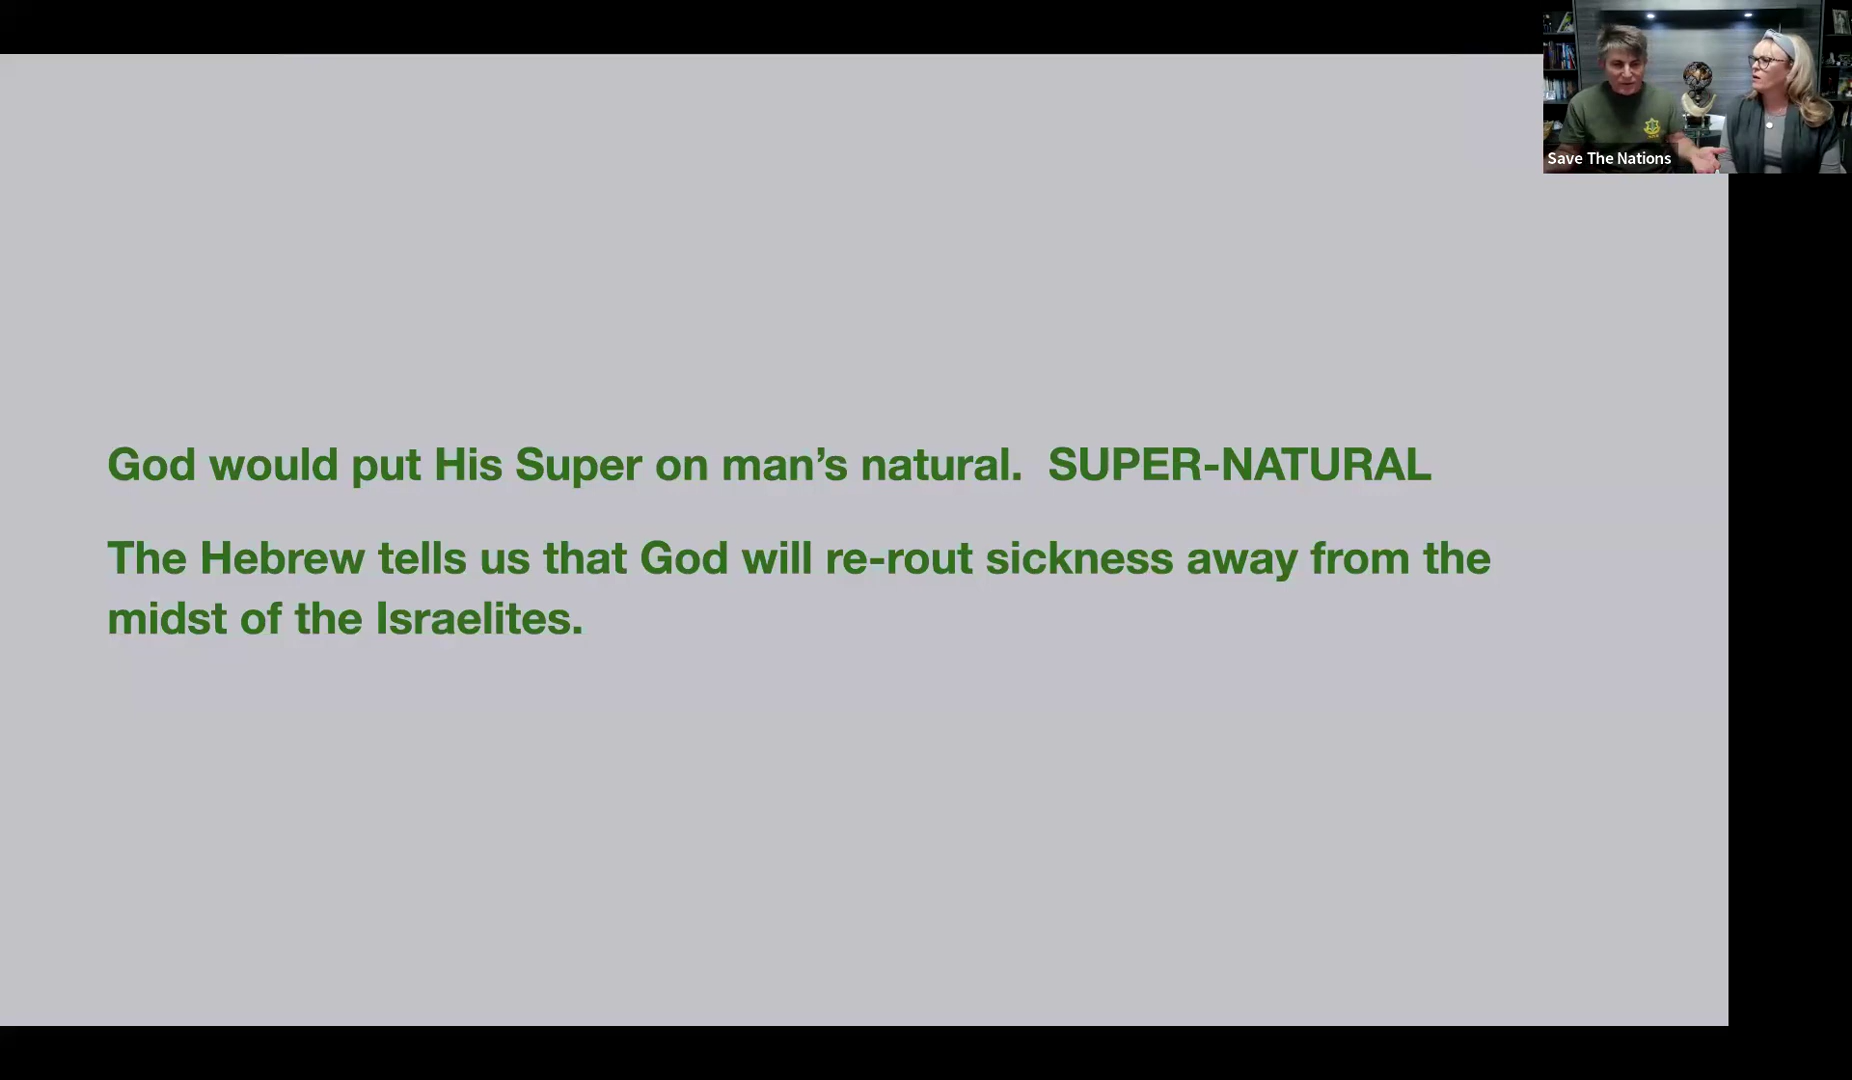 Save The Nations
God would put His Super on man’s natural.  SUPER-NATURAL
The Hebrew tells us that God will re-rout sickness away from the
midst of the Israelites.